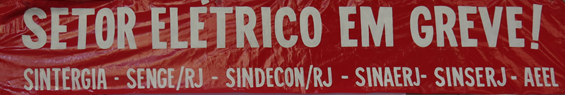 SETOR ELÉTRICO EM GREVE!
SINTERGIA - SENGE/RJ - SINDECON/RJ - SINAERJ- SINSERJ - AEEL